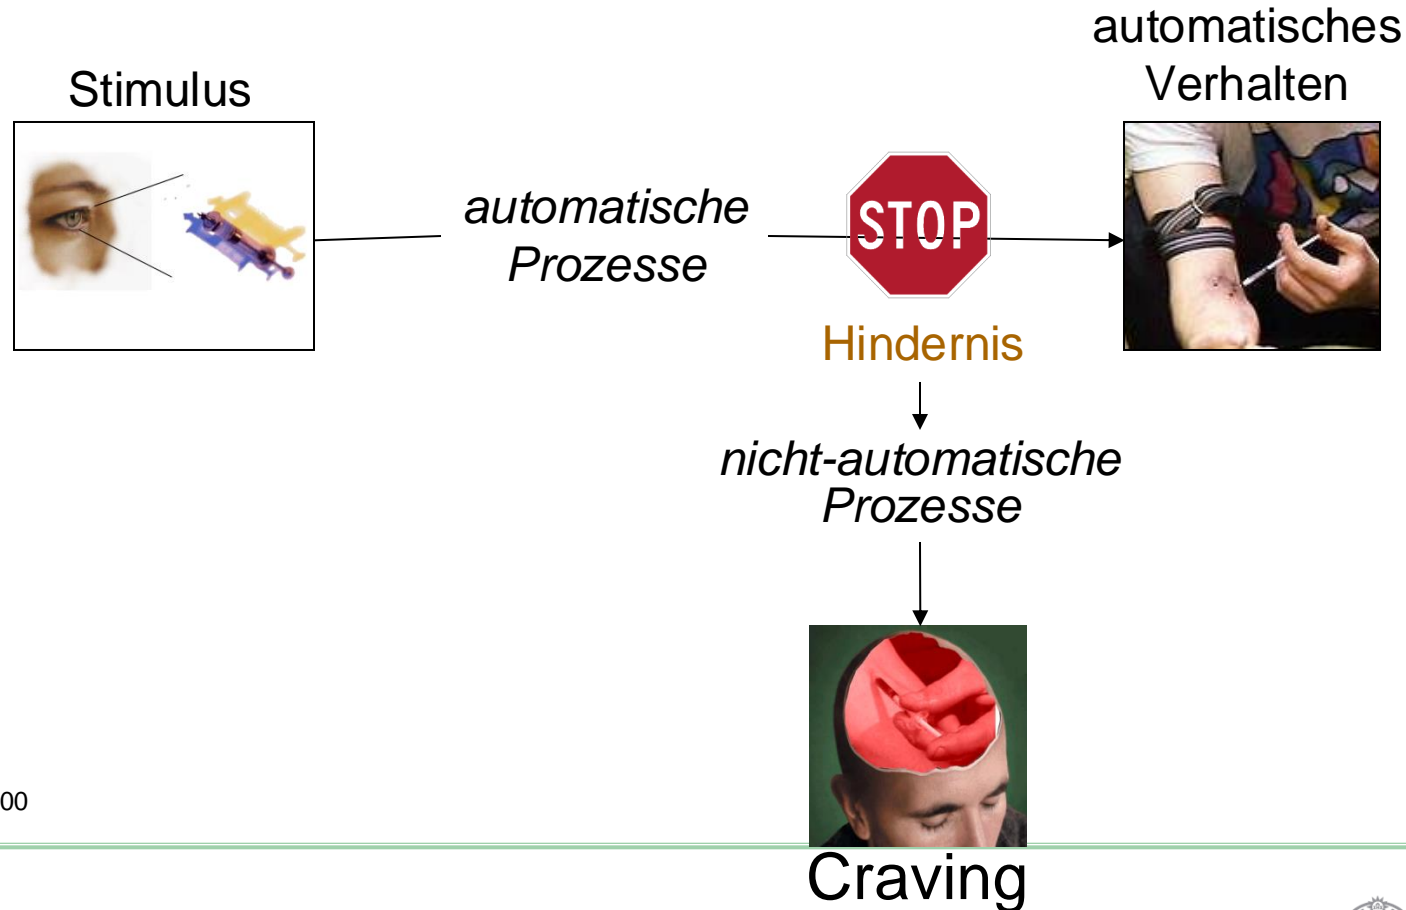 automatisches
Verhalten
Stimulus
automatische
Prozesse
STOP
Hindernis
nicht-automatische
Prozesse
00
Craving